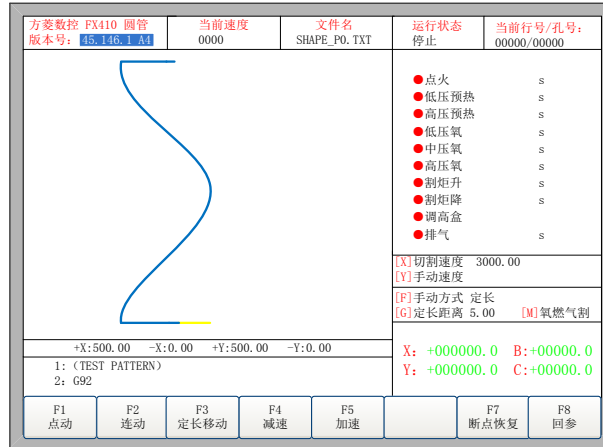 方菱数控 FX410 圆管
版本号: 45.146.1 A4
当前速度
0000
文件名
SHAPE_P0.TXT
运行状态
停止
当前行号/孔号:
00000/00000
●点火 s
●低压预热 s
●高压预热 s
●低压氧 s
●中压氧 s
●高压氧 s
●割炬升 s
●割炬降 s
●调高盒
●排气 s
[X]切割速度 3000.00
[Y]手动速度
[F]手动方式 定长
[G]定长距离 5.00 [M]氧燃气割
+X:500.00 -X:0.00 +Y:500.00 -Y:0.00
1: (TEST PATTERN)
2: G92
X: +000000.0 B:+00000.0
Y: +000000.0 C:+00000.0
F1 点动
F2 连动
F3 定长移动
F4 减速
F5 加速
F7 断点恢复
F8 回参